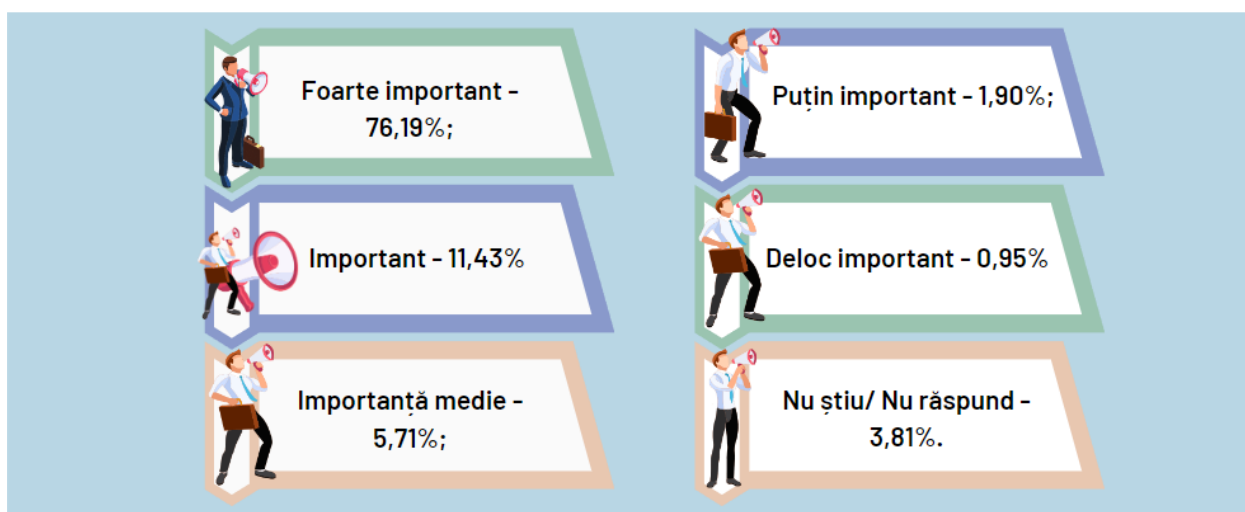 Foarte important -
76,19%;
Important - 11,43%
Importanță medie -
5,71%;
Puțin important - 1,90%;
Deloc important - 0,95%
Nu știu/ Nu răspund -
3,81%.